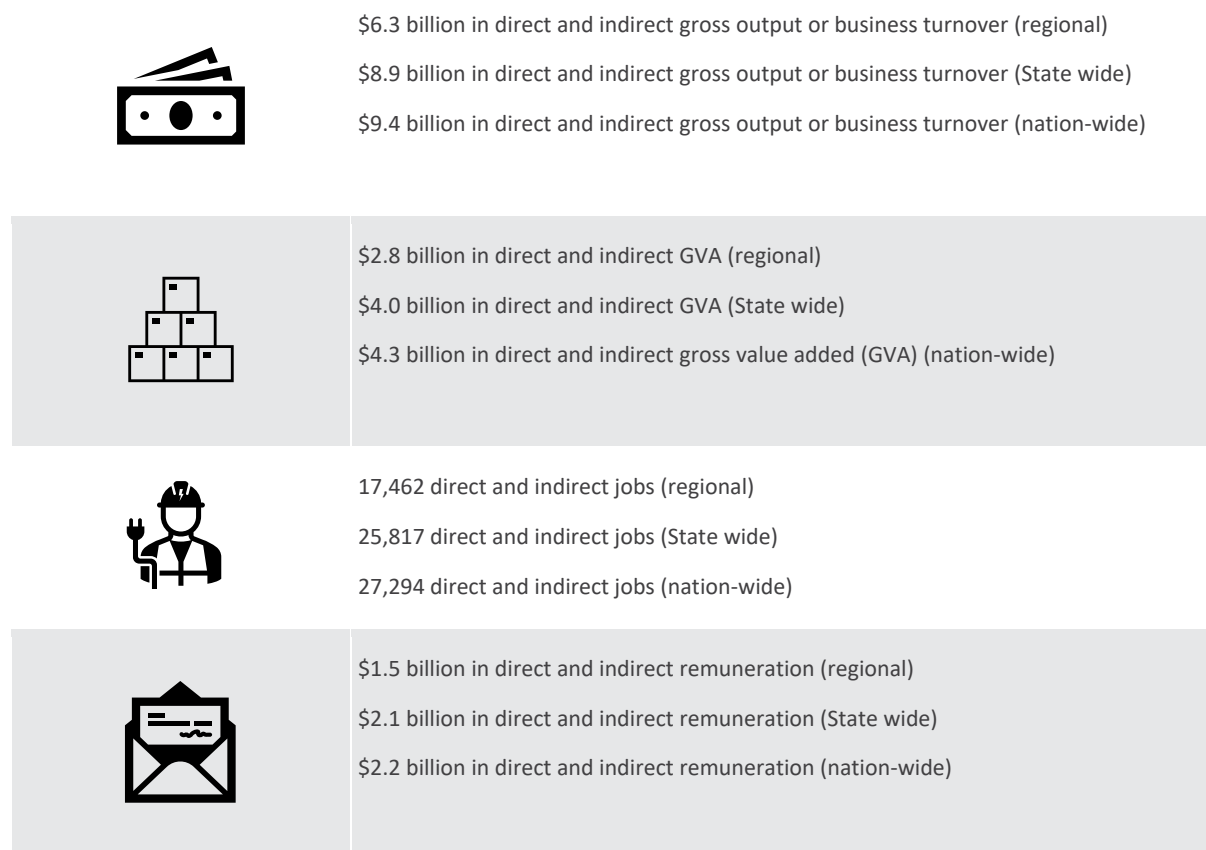 $6.3 billion in direct and indirect gross output or business turnover (regional)
$8.9 billion in direct and indirect gross output or business turnover (State wide)
$9.4 billion in direct and indirect gross output or business turnover (nation-wide)
$2.8 billion in direct and indirect GVA (regional)
$4.0 billion in direct and indirect GVA (State wide)
$4.3 billion in direct and indirect gross value added (GVA) (nation-wide)
17,462 direct and indirect jobs (regional)
25,817 direct and indirect jobs (State wide)
27,294 direct and indirect jobs (nation-wide)
$1.5 billion in direct and indirect remuneration (regional)
$2.1 billion in direct and indirect remuneration (State wide)
$2.2 billion in direct and indirect remuneration (nation-wide)